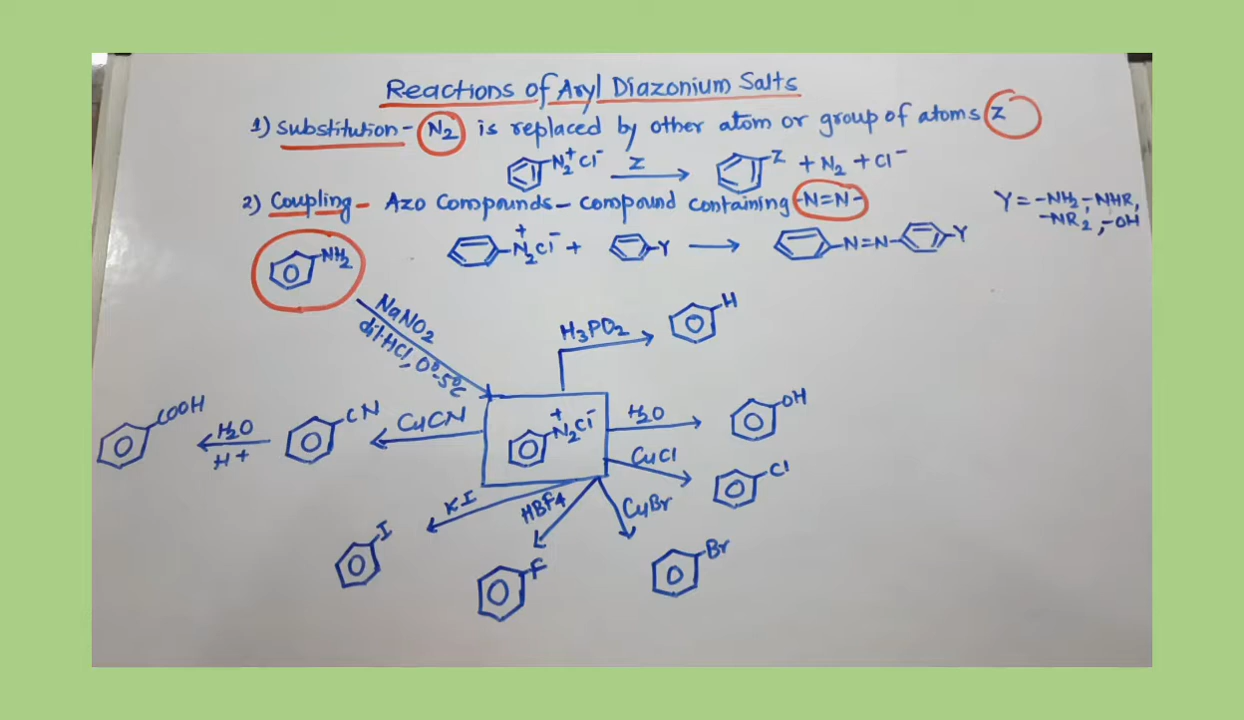 Reactions of Aryl Diazonium Salts
1) Substitution - N2 is replaced by other atom or group of atoms Z
N2+Cl- Z Z + N2 + Cl-
2) Coupling - Azo Compounds - compound containing -N=N-
Y = -NH2, -NHR,
-NR2, -OH
N2+Cl- + Y N=N Y
NH2
NaNO2
dil·HCl, 0°-5°C
H3PO2 H
COOH H2O H+ CN CuCN
N2+Cl-
H2O OH
CuCl Cl
KI I
HBF4 F
CuBr Br